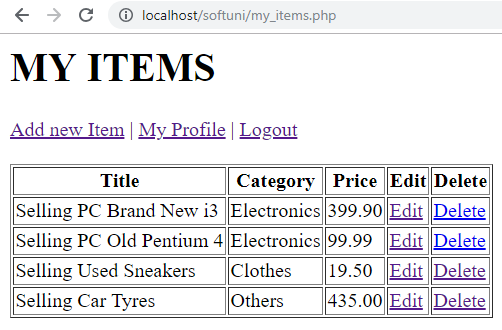 localhost/softuni/my_items.php
MY ITEMS
Add new Item | My Profile | Logout
Title Category Price Edit Delete
Selling PC Brand New i3 Electronics 399.90 Edit Delete
Selling PC Old Pentium 4 Electronics 99.99 Edit Delete
Selling Used Sneakers Clothes 19.50 Edit Delete
Selling Car Tyres Others 435.00 Edit Delete